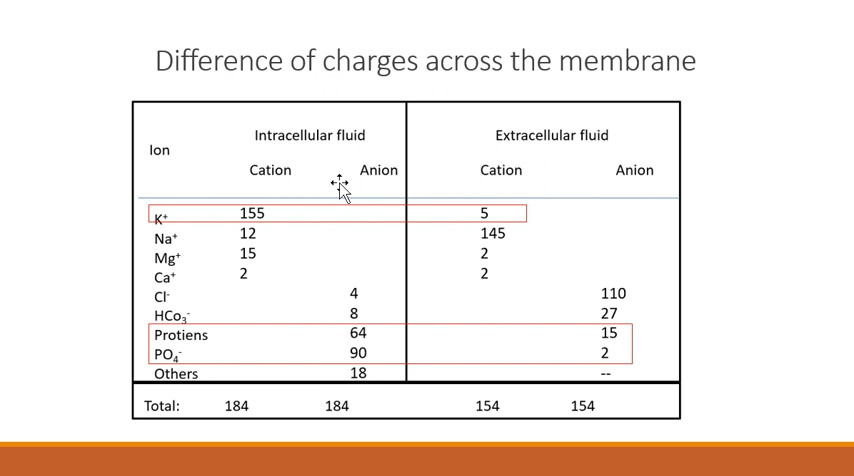 Difference of charges across the membrane
Ion Intracellular fluid Extracellular fluid
Cation Anion Cation Anion
K+ 155 5
Na+ 12 145
Mg+ 15 2
Ca+ 2 2
Cl- 4 110
HCo3- 8 27
Protiens 64 15
PO4- 90 2
Others 18 --
Total: 184 184 154 154